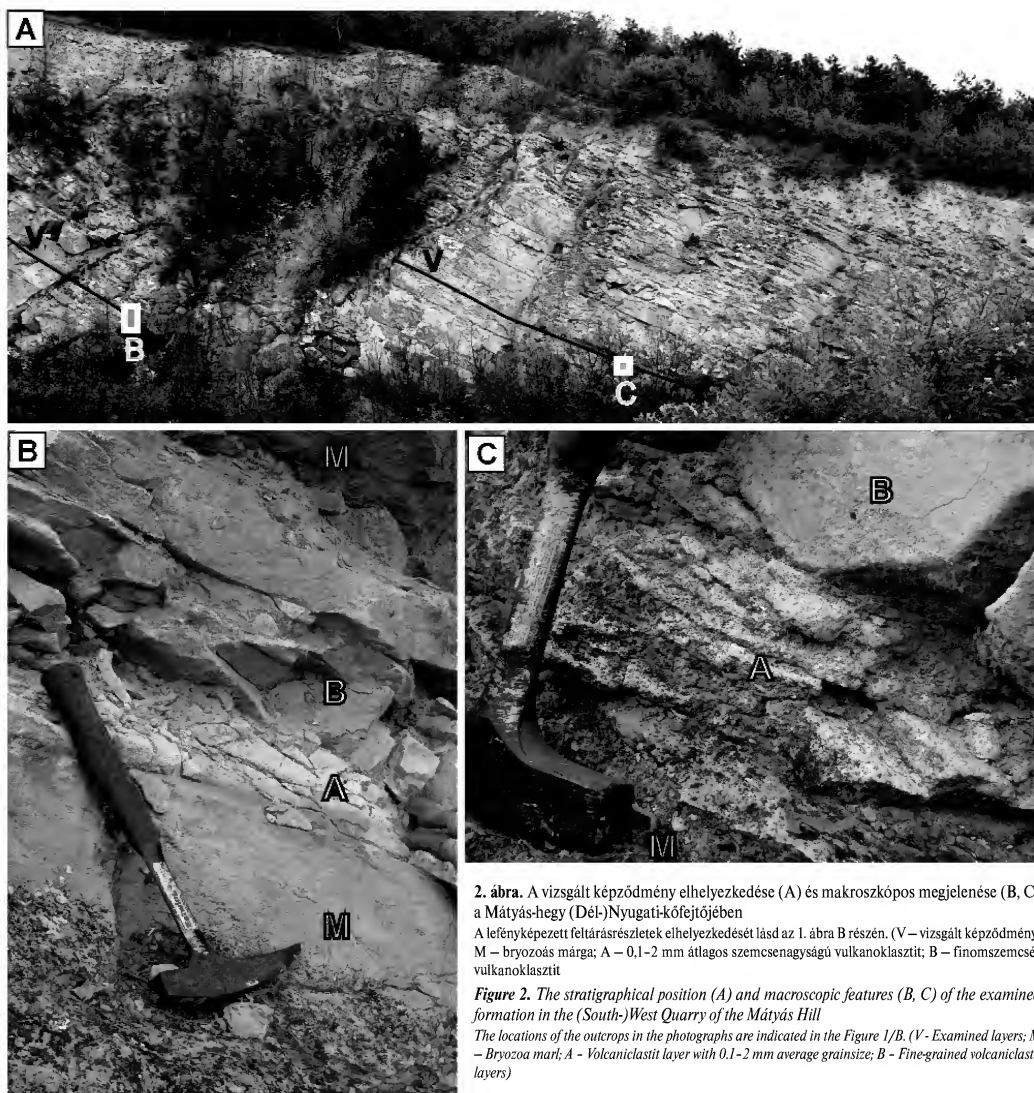 A
V
V
B
C
B
M
B
A
M
C
B
A
M
2. ábra. A vizsgált képződmény elhelyezkedése (A) és makroszkópos megjelenése (B, C
a Mátyás-hegy (Dél-)Nyugati-kőfejtőjében
A lefényképezett feltárásrészletek elhelyezkedését lásd az 1. ábra B részén. (V – vizsgált képződmény
M – bryozoás márga; A – 0,1–2 mm átlagos szemcsenagyságú vulkanoklasztit; B – finomszemcsé
vulkanoklasztit
Figure 2. The stratigraphical position (A) and macroscopic features (B, C) of the examined
formation in the (South-)West Quarry of the Mátyás Hill
The locations of the outcrops in the photographs are indicated in the Figure 1/B. (V - Examined layers; M
– Bryozoa marl; A – Volcaniclastit layer with 0.1–2 mm average grainsize; B – Fine-grained volcaniclast
layers)